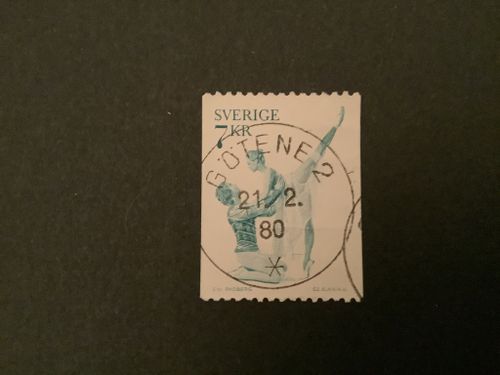 SVERIGE
7 KR
GÖTENE 2
21. 2.
80